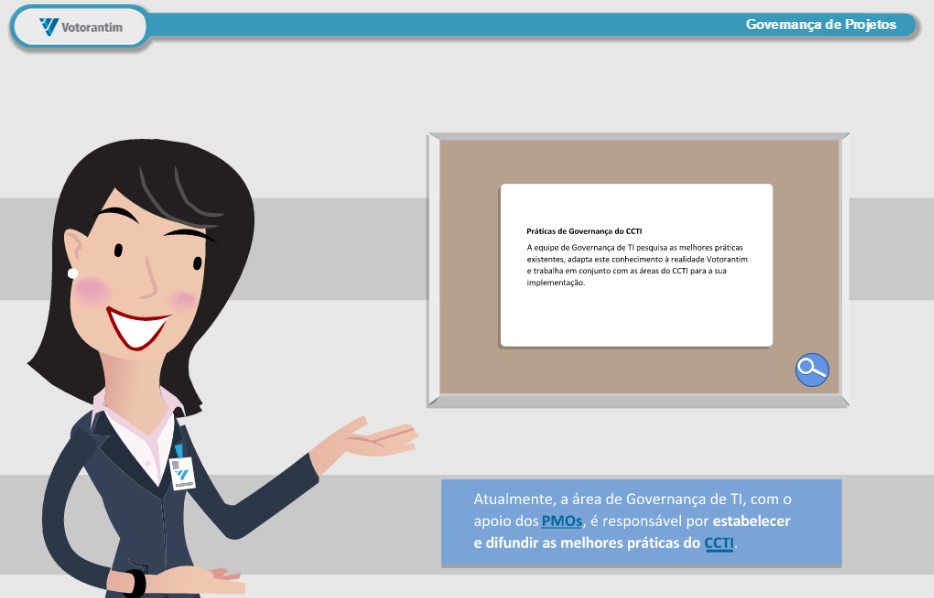 Votorantim
Governança de Projetos
Práticas de Governança do CCTI
A equipe de Governança de TI pesquisa as melhores práticas
existentes, adapta este conhecimento à realidade Votorantim
e trabalha em conjunto com as áreas do CCTI para a sua
implementação.
Atualmente, a área de Governança de TI, com o
apoio dos PMOs, é responsável por estabelecer
e difundir as melhores práticas do CCTI.